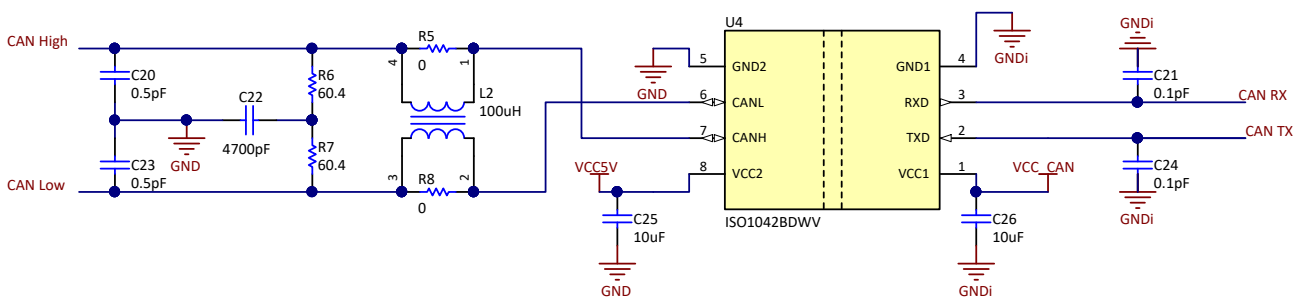 U4
GNDi
CAN High
R5
0
4
1
5
GND2
GND1
4
GNDi
C20
0.5pF
R6
60.4
L2
100uH
GND
6
CANL
RXD
3
C21
0.1pF
CAN RX
C22
4700pF
GND
7
CANH
TXD
2
CAN TX
C23
0.5pF
R7
60.4
3
2
VCC5V
8
VCC2
VCC1
1
VCC_CAN
C24
0.1pF
CAN Low
R8
0
GNDi
C25
10uF
ISO1042BDWV
C26
10uF
GND
GNDi